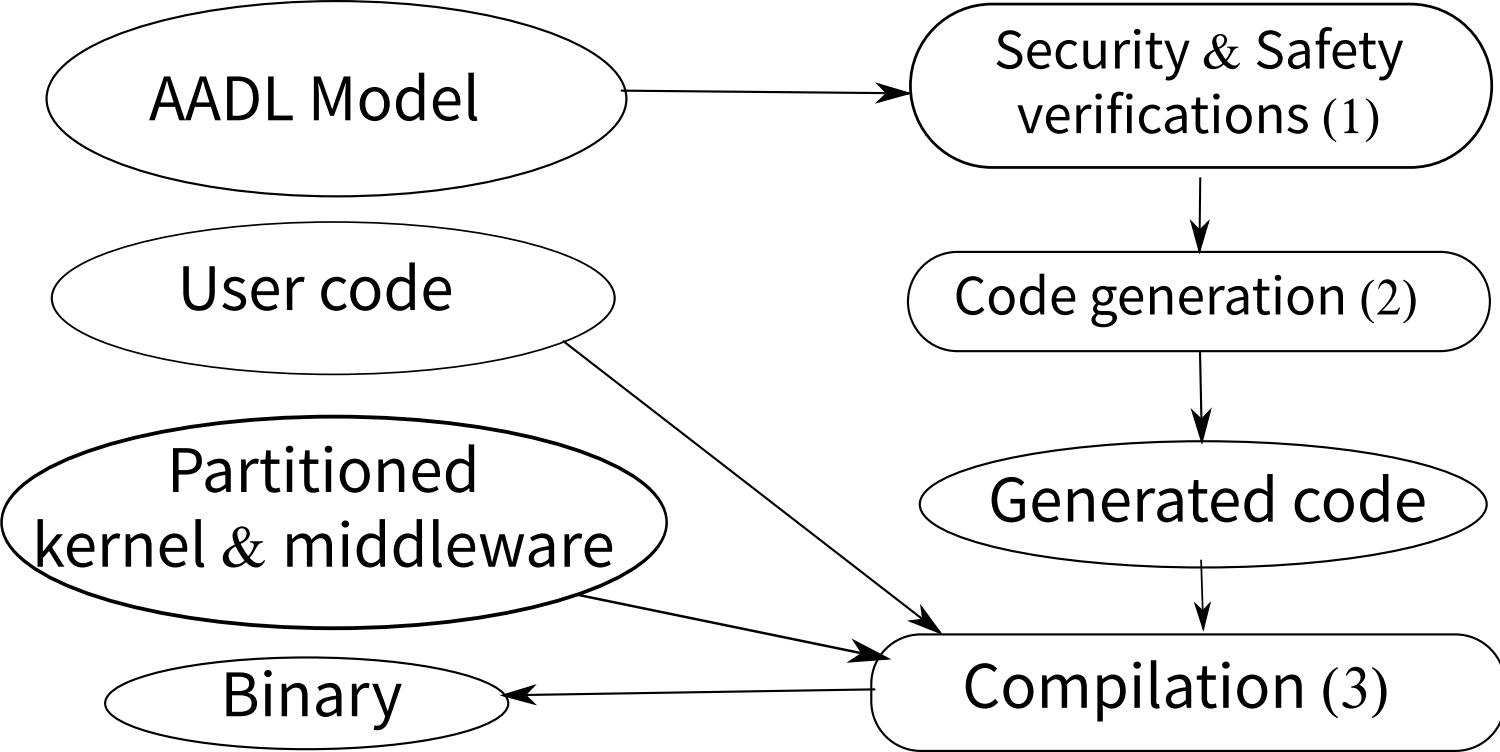 AADL Model
Security & Safety
verifications (1)
User code
Code generation (2)
Partitioned
kernel & middleware
Generated code
Binary
Compilation (3)